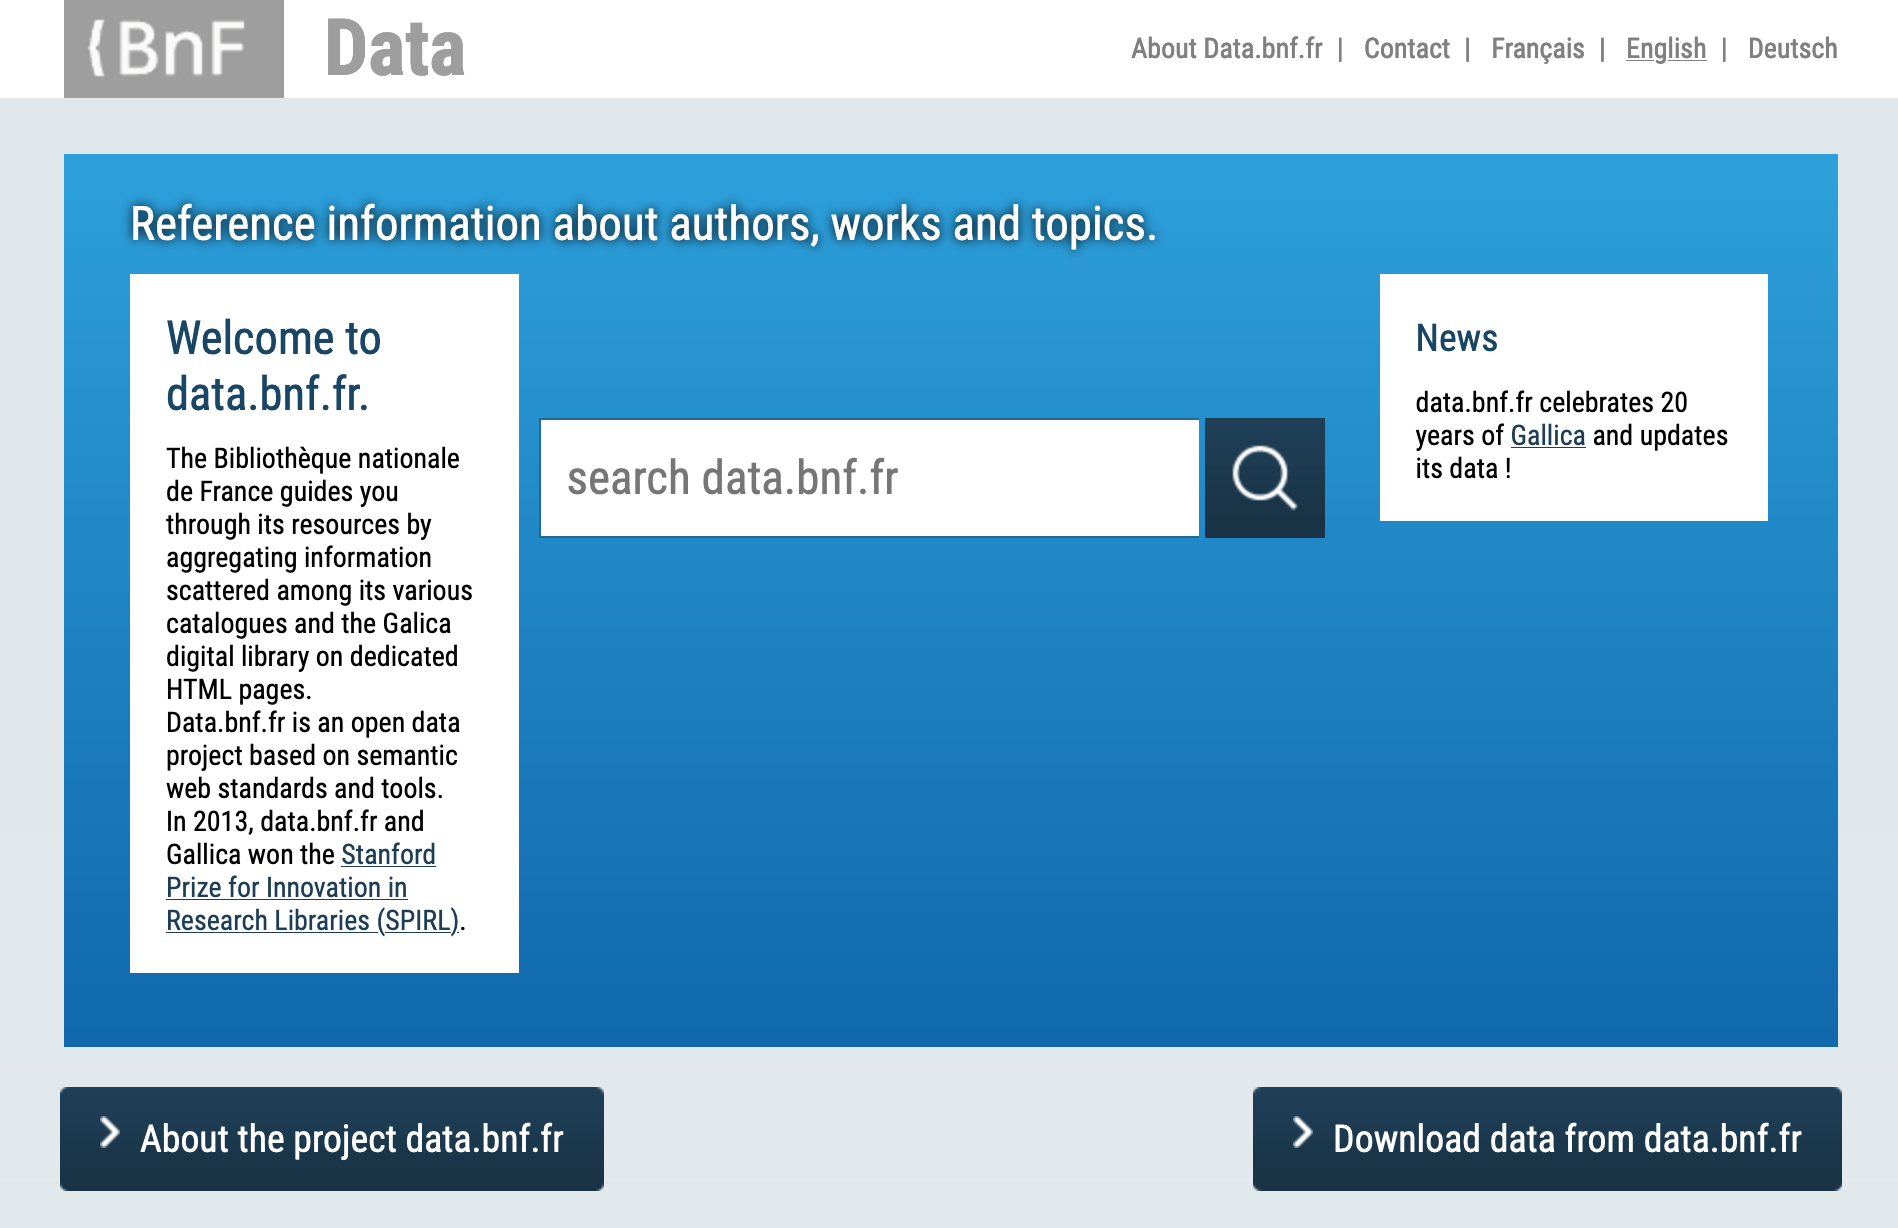 BnF
Data
About Data.bnf.fr | Contact | Français | English | Deutsch
Reference information about authors, works and topics.
Welcome to
data.bnf.fr.
The Bibliothèque nationale
de France guides you
through its resources by
aggregating information
scattered among its various
catalogues and the Galica
digital library on dedicated
HTML pages.
Data.bnf.fr is an open data
project based on semantic
web standards and tools.
In 2013, data.bnf.fr and
Gallica won the Stanford
Prize for Innovation in
Research Libraries (SPIRL).
search data.bnf.fr
News
data.bnf.fr celebrates 20
years of Gallica and updates
its data !
About the project data.bnf.fr
Download data from data.bnf.fr